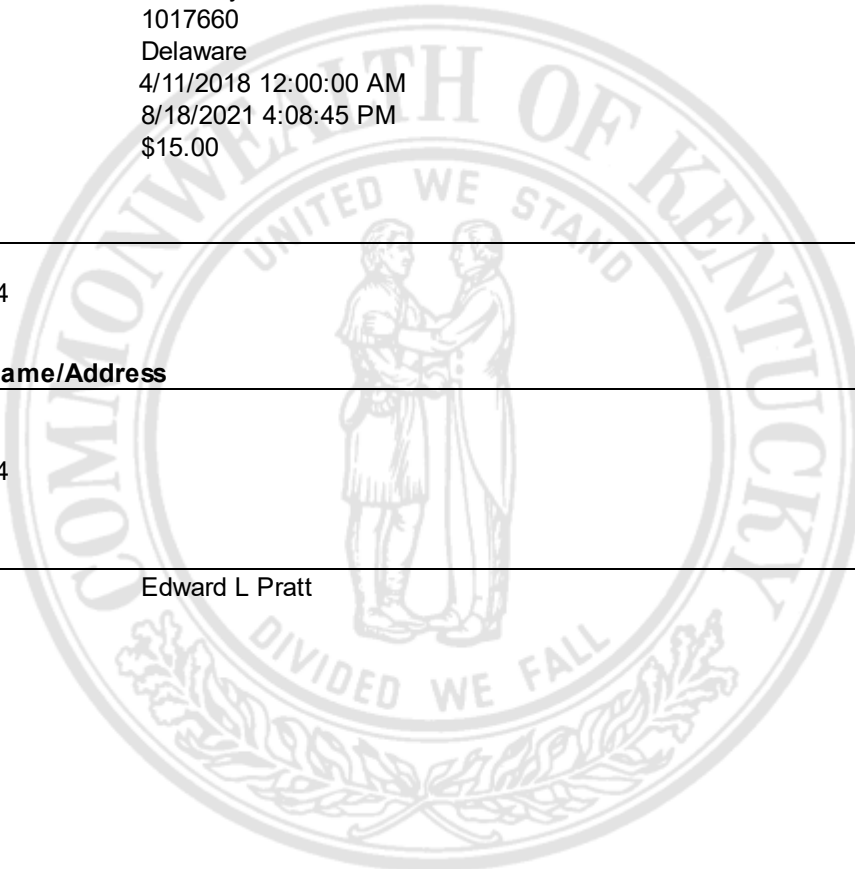 1017660
Delaware
4/11/2018 12:00:00 AM
8/18/2021 4:08:45 PM
$15.00
COMMONWEALTH OF KENTUCKY
UNITED WE STAND
4
ame/Address
4
Edward L Pratt
DIVIDED WE FALL